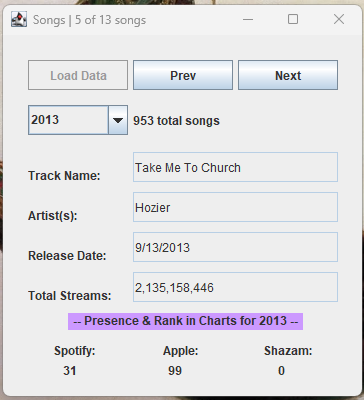 Songs | 5 of 13 songs
Load Data Prev Next
2013 953 total songs
Track Name: Take Me To Church
Artist(s): Hozier
Release Date: 9/13/2013
Total Streams: 2,135,158,446
-- Presence & Rank in Charts for 2013 --
Spotify: Apple: Shazam:
31 99 0